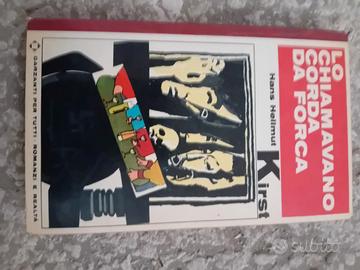 LO
CHIAMAVANO
CORDA
DA FORCA
Hans Hellmut
Kirst
GARZANTI PER TUTTI: ROMANZI E REALTÀ
subito